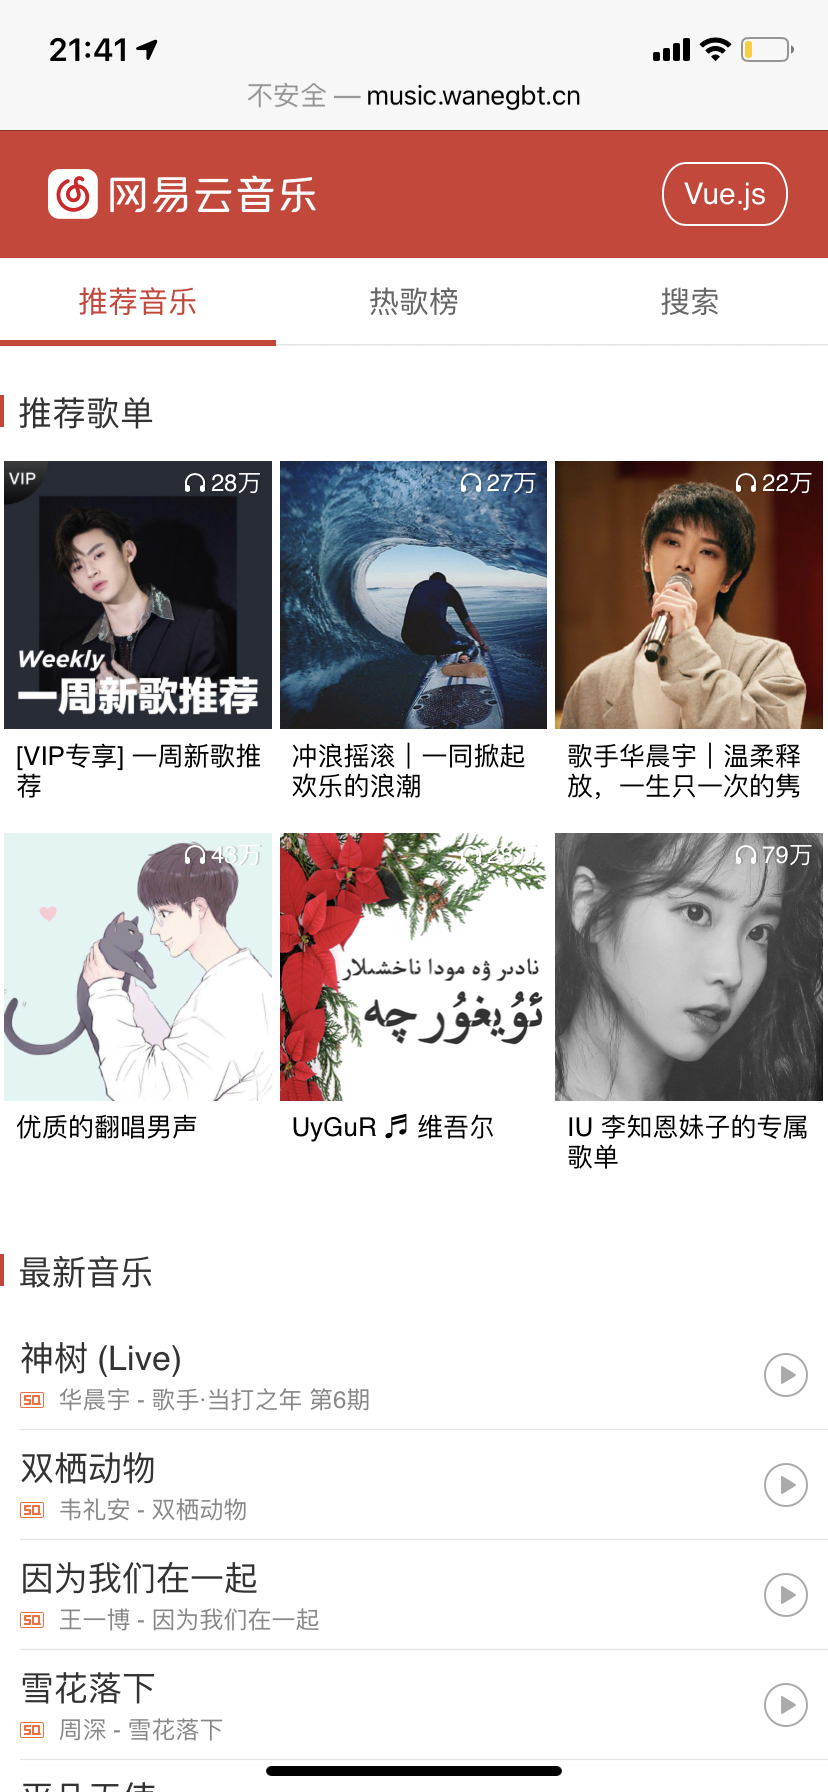 21:41
不安全 — music.wanegbt.cn
网易云音乐
Vue.js
推荐音乐
热歌榜
搜索
推荐歌单
VIP
28万
Weekly
一周新歌推荐
27万
22万
[VIP专享] 一周新歌推
荐
冲浪摇滚｜一同掀起
欢乐的浪潮
歌手华晨宇｜温柔释
放，一生只一次的隽
43万
نادىر ۋە مودا ناخشىلار
ئۇيغۇرچە
79万
优质的翻唱男声
UyGuR ♬ 维吾尔
IU 李知恩妹子的专属
歌单
最新音乐
神树 (Live)
SQ 华晨宇 - 歌手·当打之年 第6期
双栖动物
SQ 韦礼安 - 双栖动物
因为我们在一起
SQ 王一博 - 因为我们在一起
雪花落下
SQ 周深 - 雪花落下